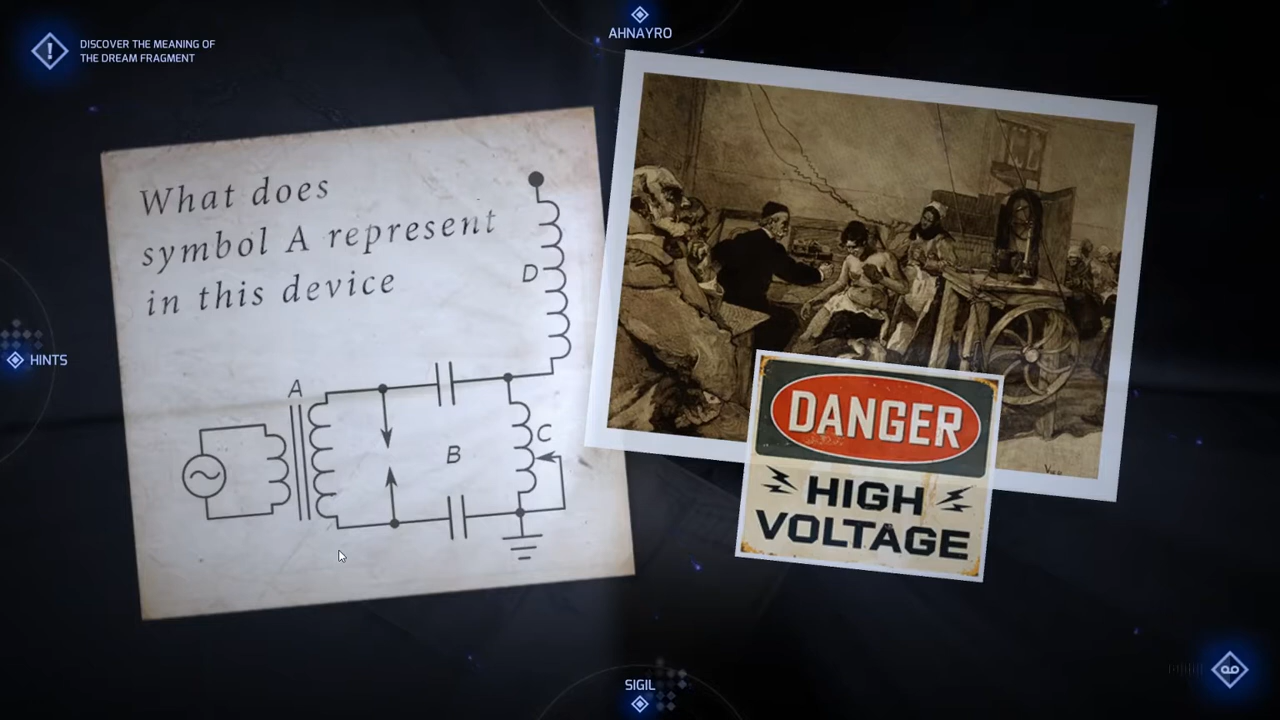 DISCOVER THE MEANING OF
THE DREAM FRAGMENT
AHNAYRO
What does
symbol A represent
in this device
D
A
C
B
HINTS
DANGER
HIGH
VOLTAGE
SIGIL